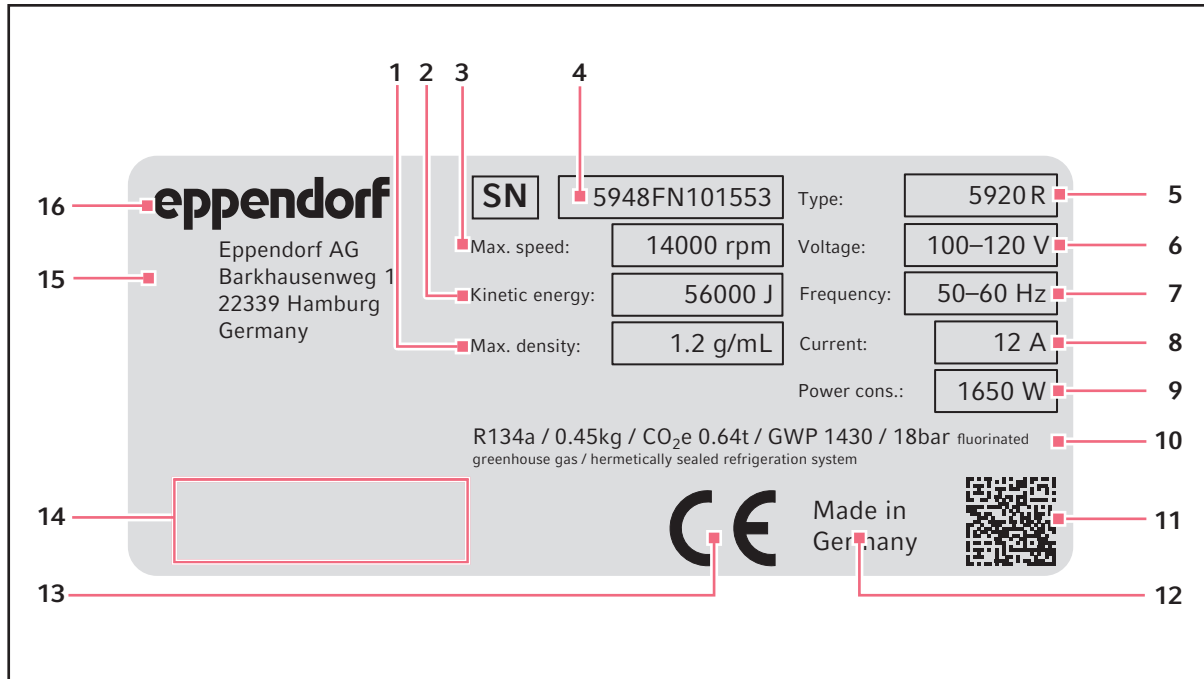 1 2 3 4
eppendorf
Eppendorf AG
Barkhausenweg 1
22339 Hamburg
Germany
SN 5948FN101553
Max. speed: 14000 rpm
Kinetic energy: 56000 J
Max. density: 1.2 g/mL
Type: 5920 R
Voltage: 100–120 V
Frequency: 50–60 Hz
Current: 12 A
Power cons.: 1650 W
R134a / 0.45kg / CO₂e 0.64t / GWP 1430 / 18bar fluorinated
greenhouse gas / hermetically sealed refrigeration system
CE
Made in
Germany
5
6
7
8
9
10
11
12
13
14
15
16